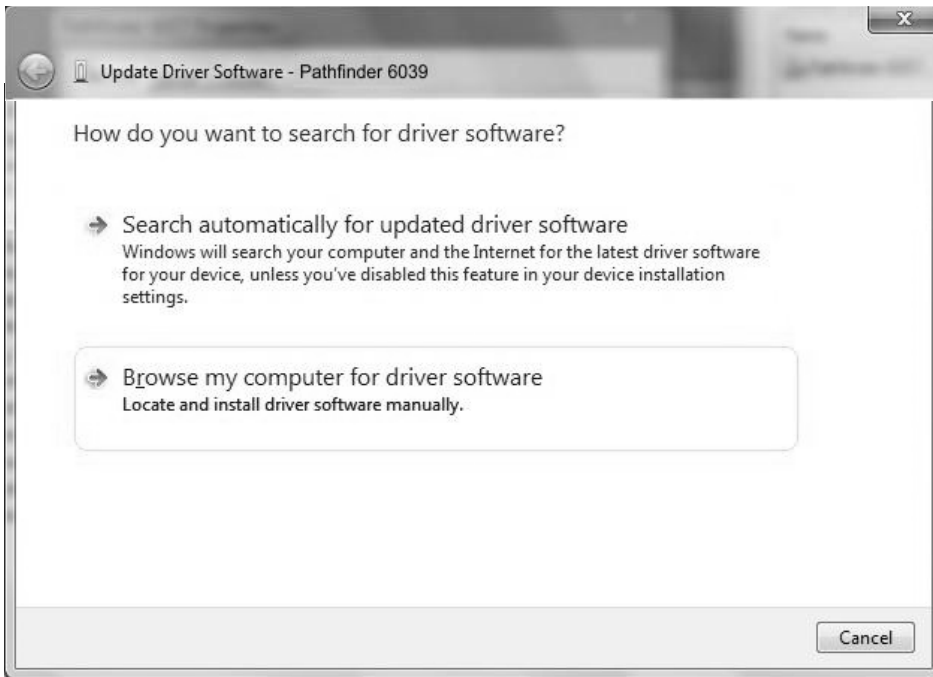 Update Driver Software - Pathfinder 6039
How do you want to search for driver software?
Search automatically for updated driver software
Windows will search your computer and the Internet for the latest driver software
for your device, unless you've disabled this feature in your device installation
settings.
Browse my computer for driver software
Locate and install driver software manually.
Cancel